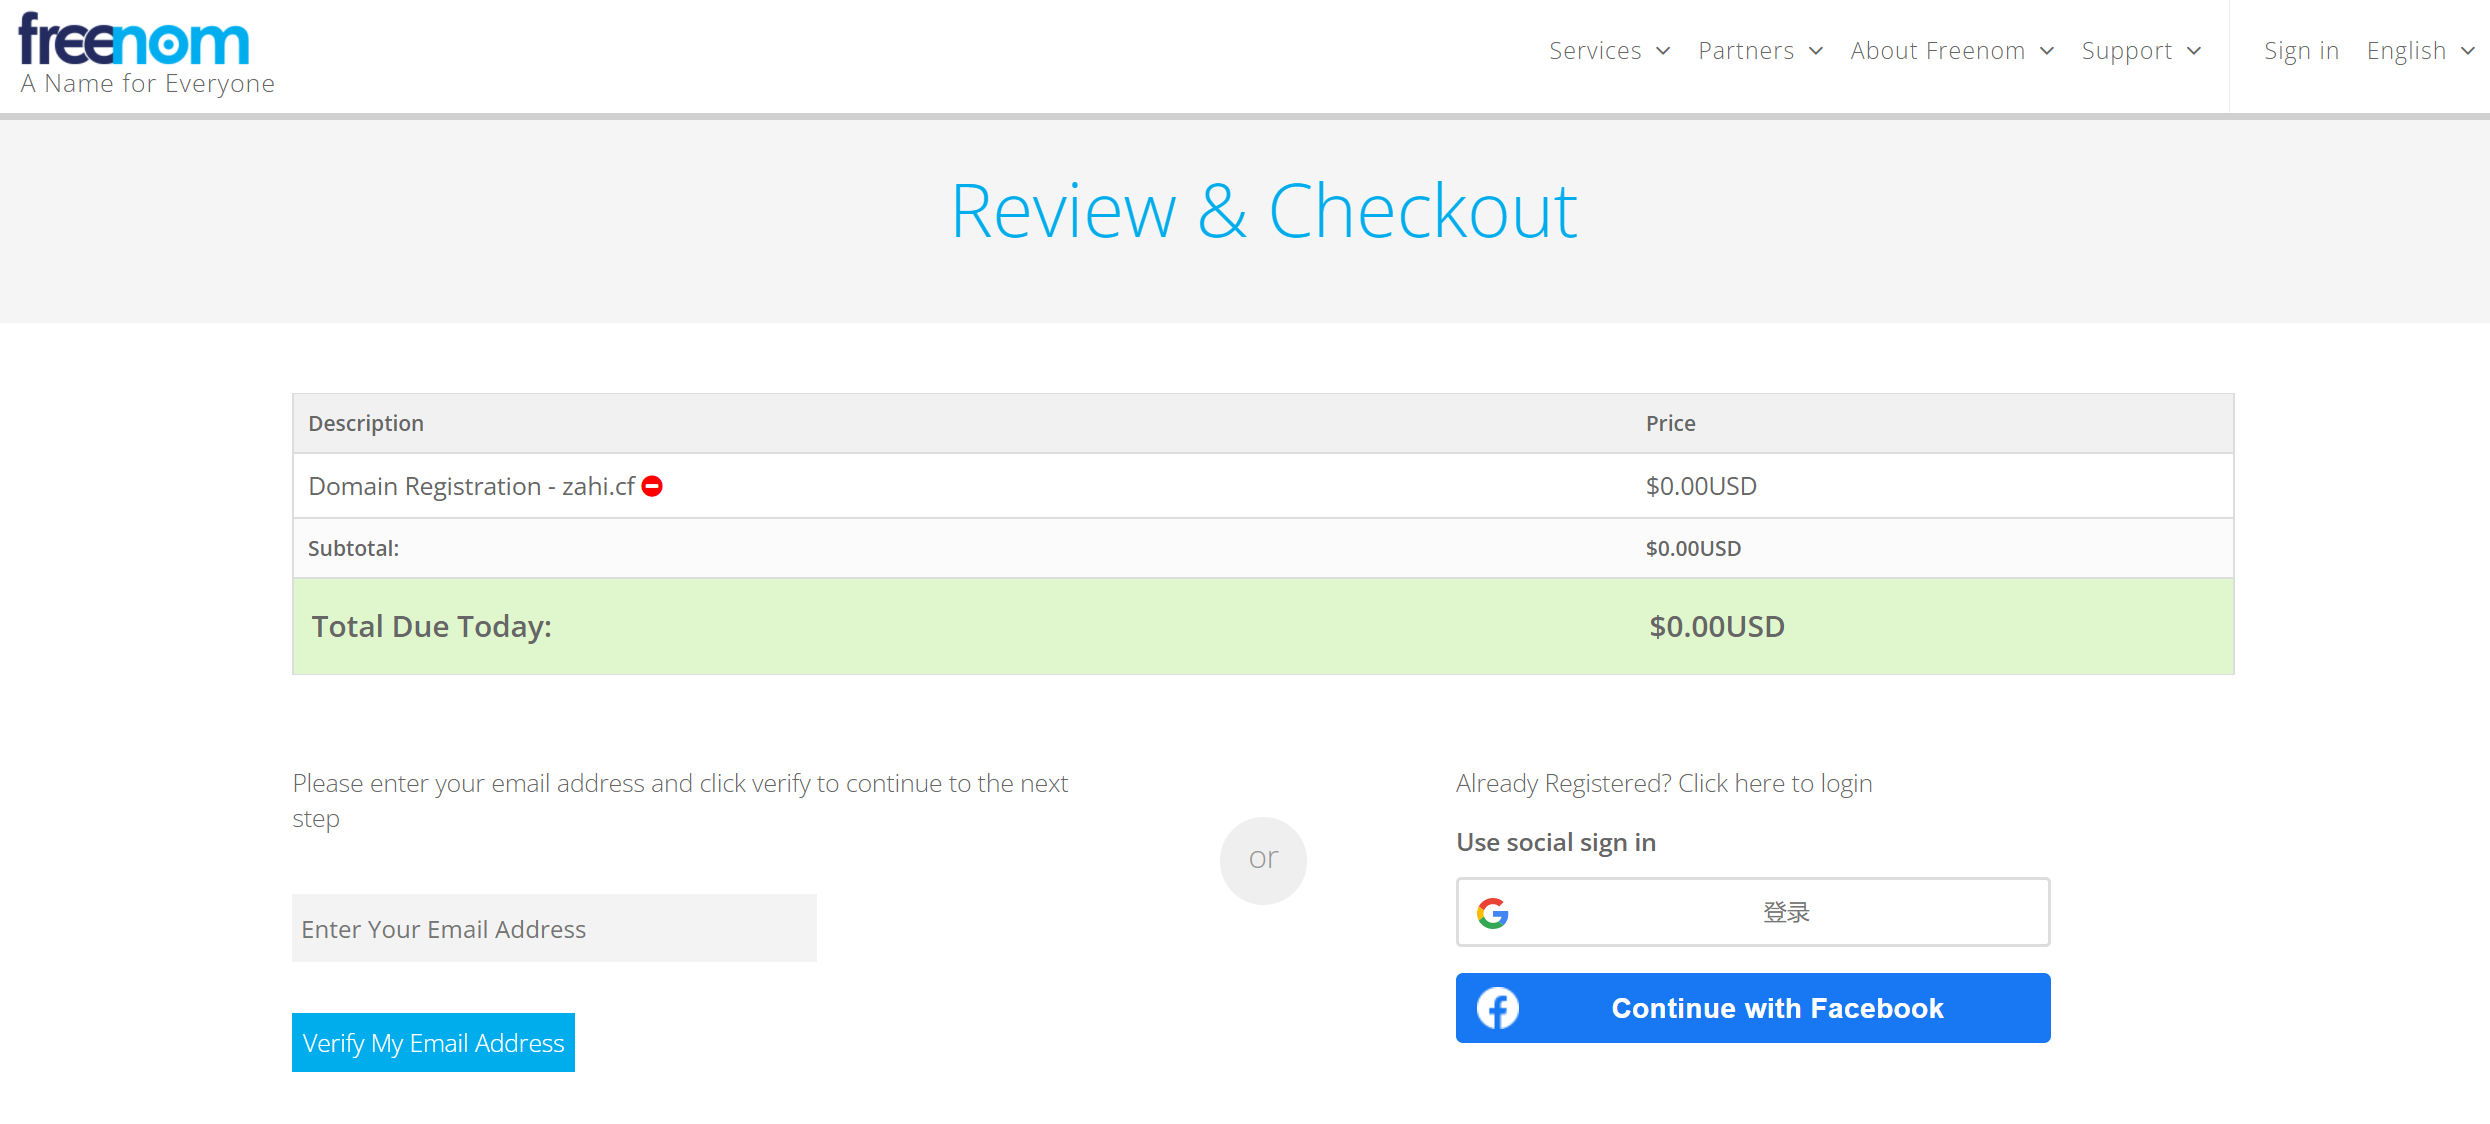 freenom
A Name for Everyone
Services Partners About Freenom Support Sign in English
Review & Checkout
Description Price
Domain Registration - zahi.cf $0.00USD
Subtotal: $0.00USD
Total Due Today: $0.00USD
Please enter your email address and click verify to continue to the next
step
Enter Your Email Address
Verify My Email Address
or
Already Registered? Click here to login
Use social sign in
登录
Continue with Facebook